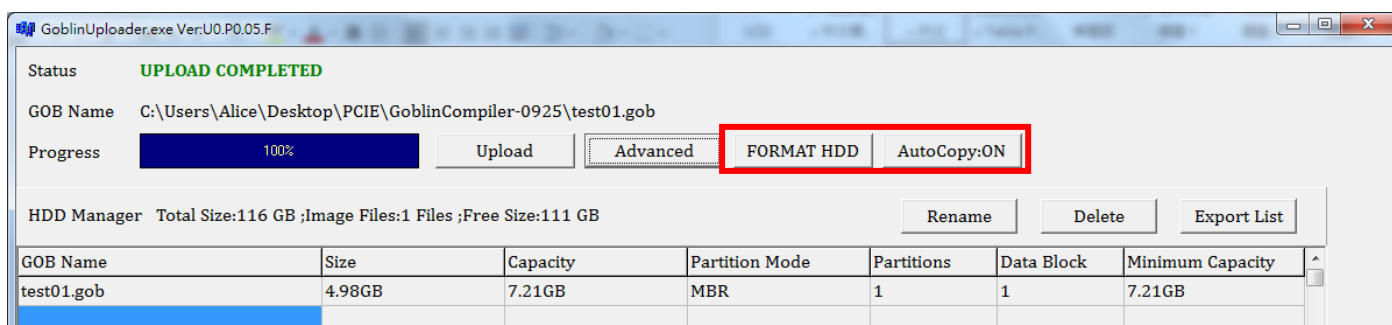 GoblinUploader.exe Ver:U0.P0.05.F
Status UPLOAD COMPLETED
GOB Name C:\Users\Alice\Desktop\PCIE\GoblinCompiler-0925\test01.gob
Progress 100% Upload Advanced FORMAT HDD AutoCopy:ON
HDD Manager Total Size:116 GB ;Image Files:1 Files ;Free Size:111 GB Rename Delete Export List
GOB Name Size Capacity Partition Mode Partitions Data Block Minimum Capacity
test01.gob 4.98GB 7.21GB MBR 1 1 7.21GB